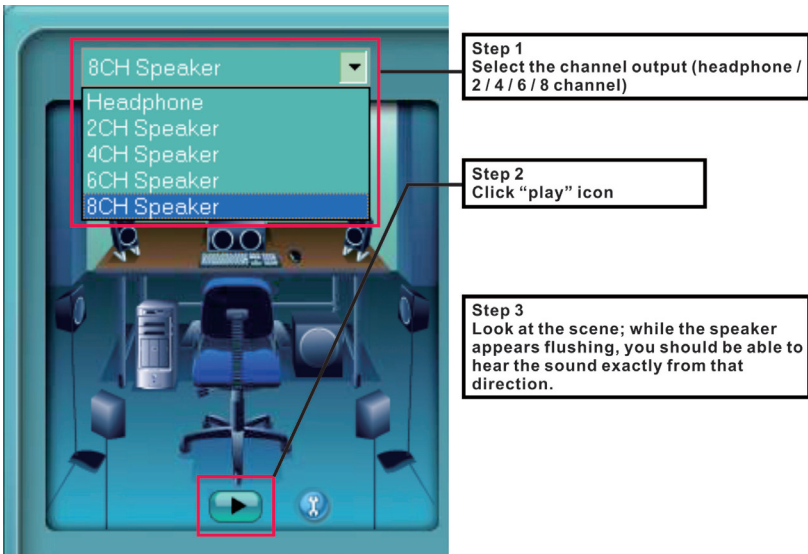 8CH Speaker
Headphone
2CH Speaker
4CH Speaker
6CH Speaker
8CH Speaker
Step 1
Select the channel output (headphone /
2 / 4 / 6 / 8 channel)
Step 2
Click “play” icon
Step 3
Look at the scene; while the speaker
appears flushing, you should be able to
hear the sound exactly from that
direction.